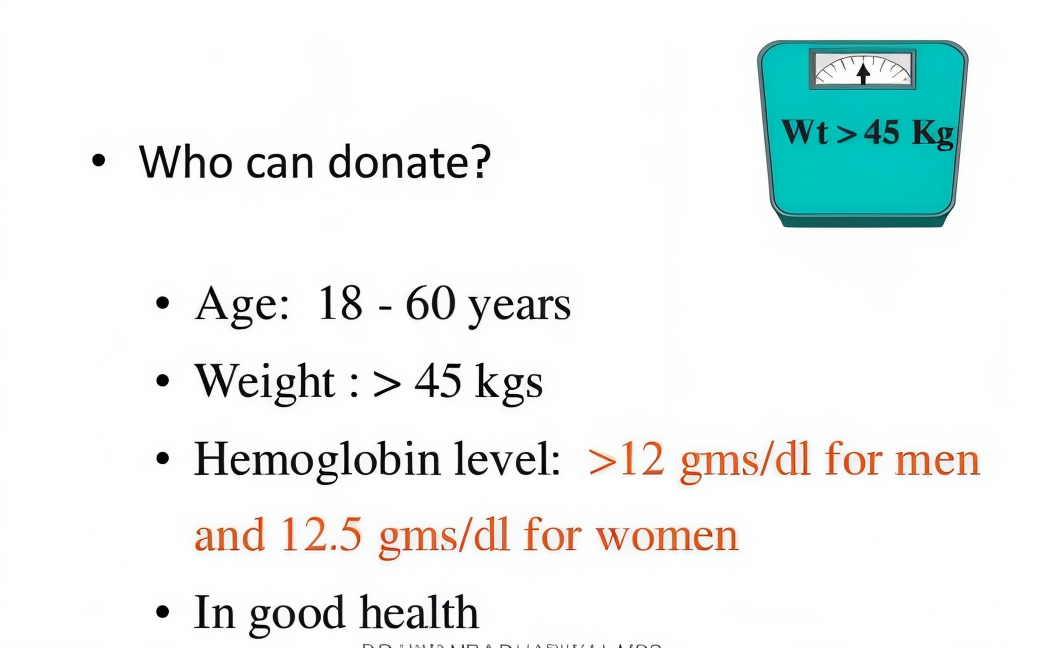 Wt > 45 Kg
• Who can donate?
• Age: 18 - 60 years
• Weight : > 45 kgs
• Hemoglobin level: >12 gms/dl for men
and 12.5 gms/dl for women
• In good health